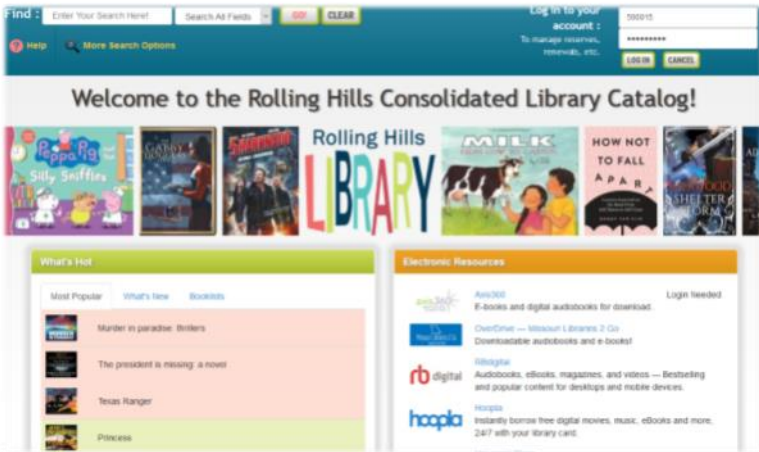 Find : Enter Your Search Here! Search All Fields GO! CLEAR
Log in to your
account :
To manage reserves,
renewals, etc.
500015
•••••••••
LOG IN CANCEL
Help More Search Options
Welcome to the Rolling Hills Consolidated Library Catalog!
Peppa Pig
Silly Sniffles
GABBY
DOUGLAS
Rolling Hills
LIBRARY
MILK
HOW NOT
TO FALL
APART
SHELTER
STORM
What's Hot
Most Popular What's New Booklists
Murder in paradise: thrillers
The president is missing: a novel
Texas Ranger
Princess
Electronic Resources
Axis360 Login Needed
E-books and digital audiobooks for download.
OverDrive — Missouri Libraries 2 Go
Downloadable audiobooks and e-books!
rb digital
RBdigital
Audiobooks, eBooks, magazines, and videos — Bestselling
and popular content for desktops and mobile devices.
hoopla
Hoopla
Instantly borrow free digital movies, music, eBooks and more,
24/7 with your library card.